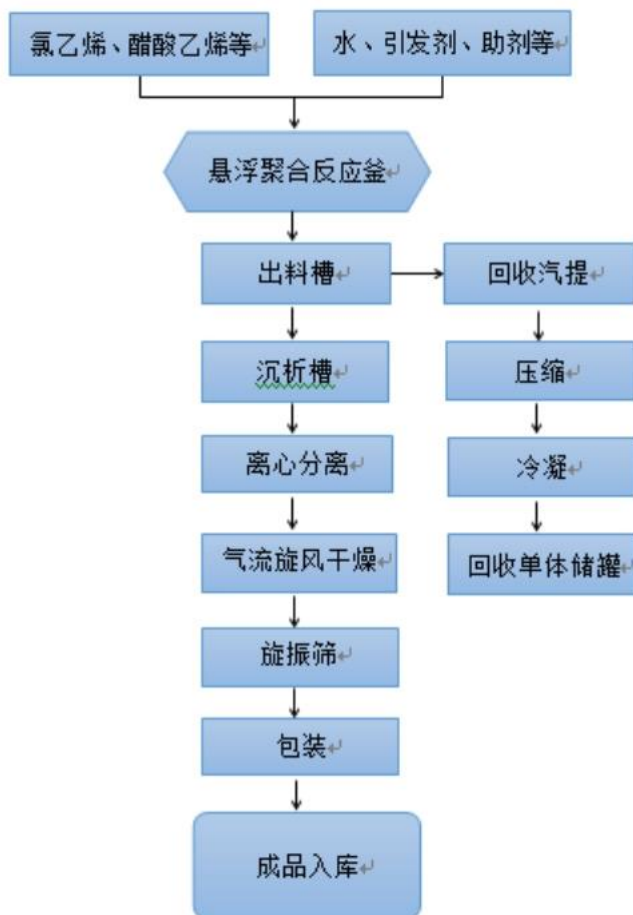 氯乙烯、醋酸乙烯等
水、引发剂、助剂等
悬浮聚合反应釜
出料槽
回收汽提
沉析槽
压缩
离心分离
冷凝
气流旋风干燥
回收单体储罐
旋振筛
包装
成品入库